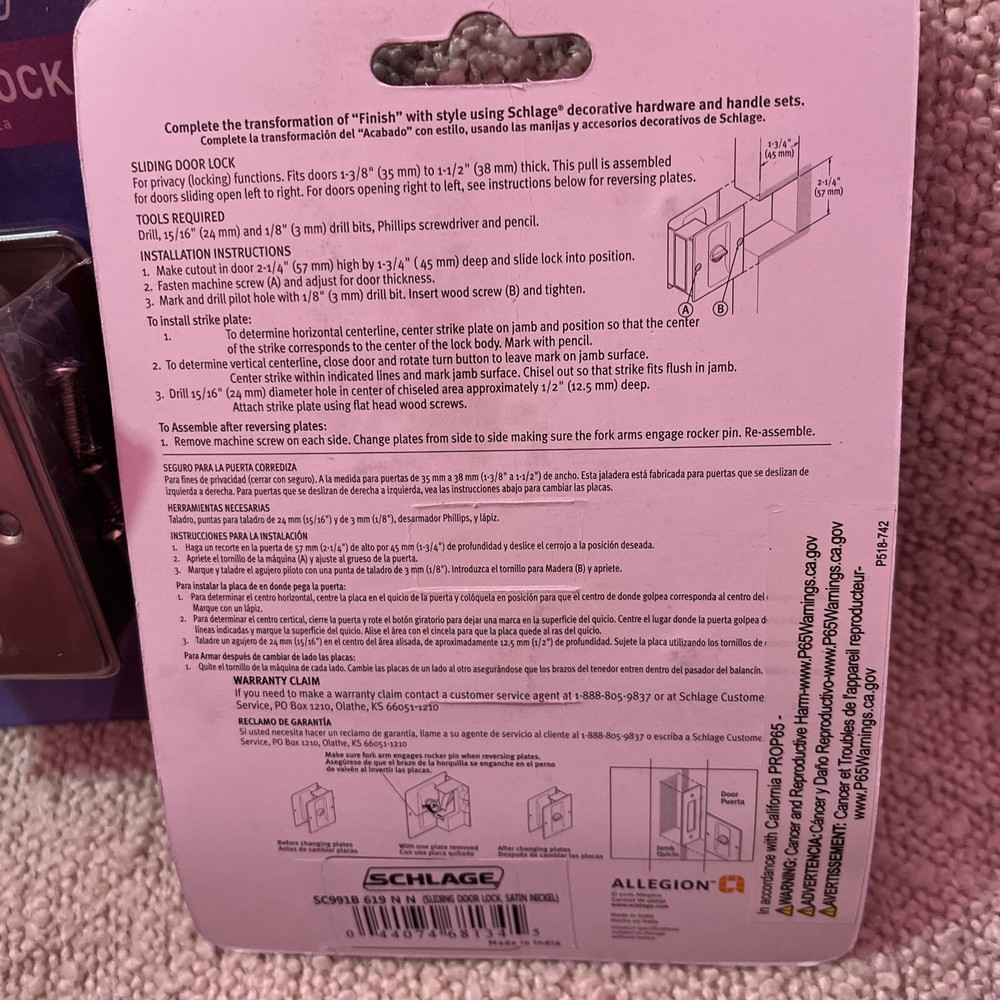 OCK
Complete the transformation of “Finish” with style using Schlage® decorative hardware and handle sets.
Complete la transformación del “Acabado” con estilo, usando las manijas y accesorios decorativos de Schlage.
SLIDING DOOR LOCK
For privacy (locking) functions. Fits doors 1-3/8" (35 mm) to 1-1/2" (38 mm) thick. This pull is assembled
for doors sliding open left to right. For doors opening right to left, see instructions below for reversing plates.
TOOLS REQUIRED
Drill, 15/16" (24 mm) and 1/8" (3 mm) drill bits, Phillips screwdriver and pencil.
INSTALLATION INSTRUCTIONS
1. Make cutout in door 2-1/4" (57 mm) high by 1-3/4" ( 45 mm) deep and slide lock into position.
2. Fasten machine screw (A) and adjust for door thickness.
3. Mark and drill pilot hole with 1/8" (3 mm) drill bit. Insert wood screw (B) and tighten.
1-3/4"
(45 mm)
2-1/4"
(57 mm)
A
B
To install strike plate:
1. To determine horizontal centerline, center strike plate on jamb and position so that the center
of the strike corresponds to the center of the lock body. Mark with pencil.
2. To determine vertical centerline, close door and rotate turn button to leave mark on jamb surface.
Center strike within indicated lines and mark jamb surface. Chisel out so that strike fits flush in jamb.
3. Drill 15/16" (24 mm) diameter hole in center of chiseled area approximately 1/2" (12.5 mm) deep.
Attach strike plate using flat head wood screws.
To Assemble after reversing plates:
1. Remove machine screw on each side. Change plates from side to side making sure the fork arms engage rocker pin. Re-assemble.
SEGURO PARA LA PUERTA CORREDIZA
Para fines de privacidad (cerrar con seguro). A la medida para puertas de 35 mm a 38 mm (1-3/8" a 1-1/2") de ancho. Esta jaladera está fabricada para puertas que se deslizan de
izquierda a derecha. Para puertas que se deslizan de derecha a izquierda, vea las instrucciones abajo para cambiar las placas.
HERRAMIENTAS NECESARIAS
Taladro, puntas para taladro de 24 mm (15/16") y de 3 mm (1/8"), desarmador Phillips, y lápiz.
INSTRUCCIONES PARA LA INSTALACIÓN
1. Haga un recorte en la puerta de 57 mm (2-1/4") de alto por 45 mm (1-3/4") de profundidad y deslice el cerrojo a la posición deseada.
2. Apriete el tornillo de la máquina (A) y ajuste al grueso de la puerta.
3. Marque y taladre el agujero piloto con una punta de taladro de 3 mm (1/8"). Introduzca el tornillo para Madera (B) y apriete.
Para instalar la placa de en donde pega la puerta:
1. Para determinar el centro horizontal, centre la placa en el quicio de la puerta y colóquela en posición para que el centro de donde golpea corresponda al centro del
Marque con un lápiz.
2. Para determinar el centro certical, cierre la puerta y rote el botón giratorio para dejar una marca en la superficie del quicio. Centre el lugar donde la puerta golpea d
líneas indicadas y marque la superficie del quicio. Alise el área con el cincela para que la placa quede al ras del quicio.
3. Taladre un agujero de 24 mm (15/16") en el centro del área alisada, de aproximadamente 12.5 mm (1/2") de profundidad. Sujete la placa utilizando los tornillos de
Para Armar después de cambiar de lado las placas:
1. Quite el tornillo de la máquina de cada lado. Cambie las placas de un lado al otro asegurándose que los brazos del tenedor entren dentro del pasador del balancín.
WARRANTY CLAIM
If you need to make a warranty claim contact a customer service agent at 1-888-805-9837 or at Schlage Custome
Service, PO Box 1210, Olathe, KS 66051-1210
RECLAMO DE GARANTÍA
Si usted necesita hacer un reclamo de garantía, llame a su agente de servicio al cliente al 1-888-805-9837 o escriba a Schlage Custome
Service, PO Box 1210, Olathe, KS 66051-1210
Make sure fork arm engages rocker pin when reversing plates.
Asegúrese de que el brazo de la horquilla se enganche en el perno
de valvén al invertir las placas.
Before changing plates
Antes de cambiar placas
With one plate removed
Con una placa quitada
After changing plates
Después de cambiar las placas
Door
Puerta
Jamb
Quicio
SCHLAGE
SC991B 619 N N (SLIDING DOOR LOCK, SATIN NICKEL)
0 44074 68134 5
Made in India
ALLEGION™
www.schlage.com
Made in India
Hecho en India
Product specifications
subject to change
without notice
In accordance with California PROP65 -
⚠WARNING: Cancer and Reproductive Harm-www.P65Warnings.ca.gov
⚠ADVERTENCIA:Cáncer y Daño Reproductivo-www.P65Warnings.ca.gov
⚠AVERTISSEMENT: Cancer et Troubles de l'appareil reproducteur-
www.P65Warnings.ca.gov
P518-742